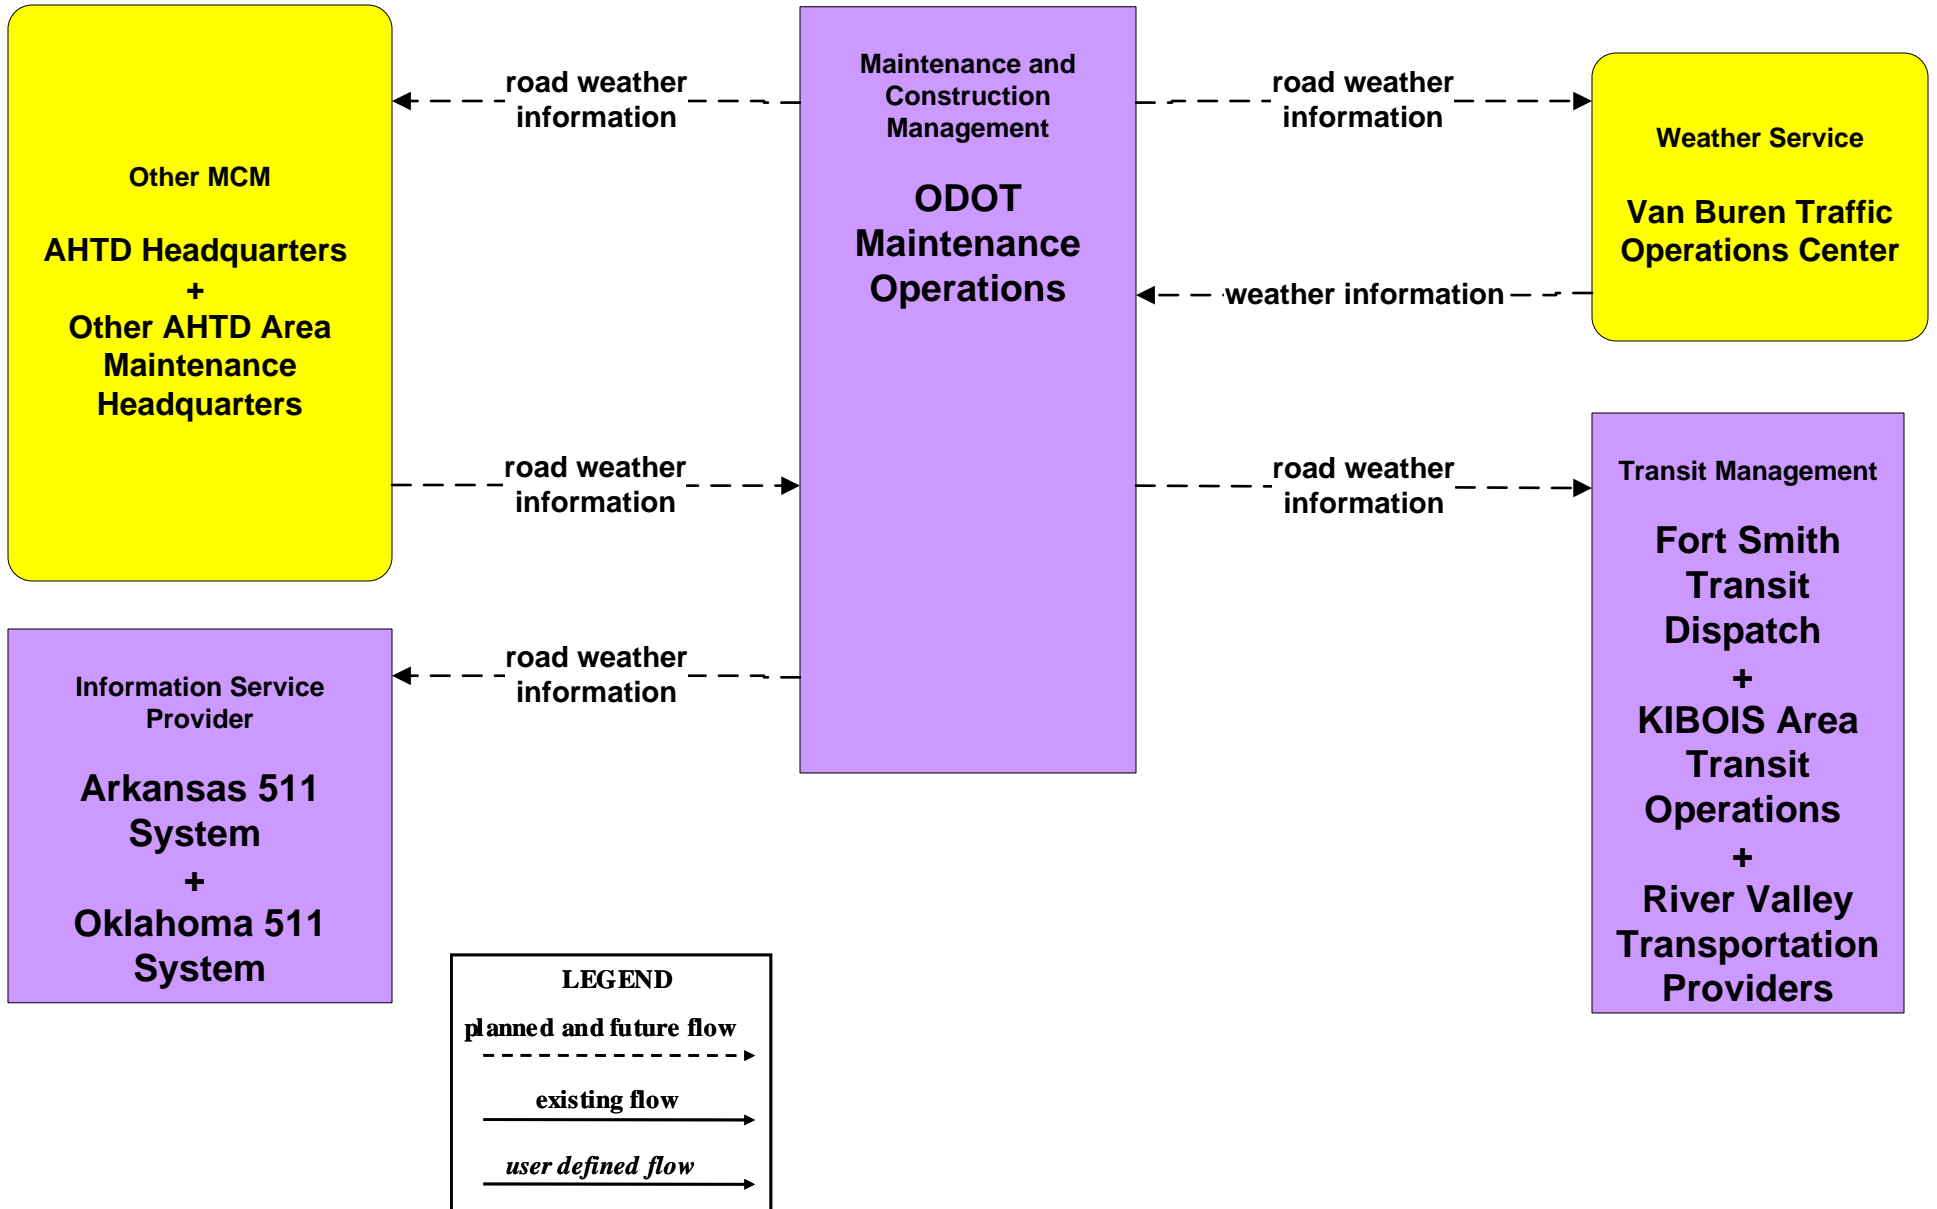 Other MCM
AHTD Headquarters
+
Other AHTD Area
Maintenance
Headquarters
road weather
information
road weather
information
Information Service
Provider
Arkansas 511
System
+
Oklahoma 511
System
road weather
information
Maintenance and
Construction
Management
ODOT
Maintenance
Operations
road weather
information
weather information
road weather
information
Weather Service
Van Buren Traffic
Operations Center
Transit Management
Fort Smith
Transit
Dispatch
+
KIBOIS Area
Transit
Operations
+
River Valley
Transportation
Providers
LEGEND
planned and future flow
existing flow
user defined flow